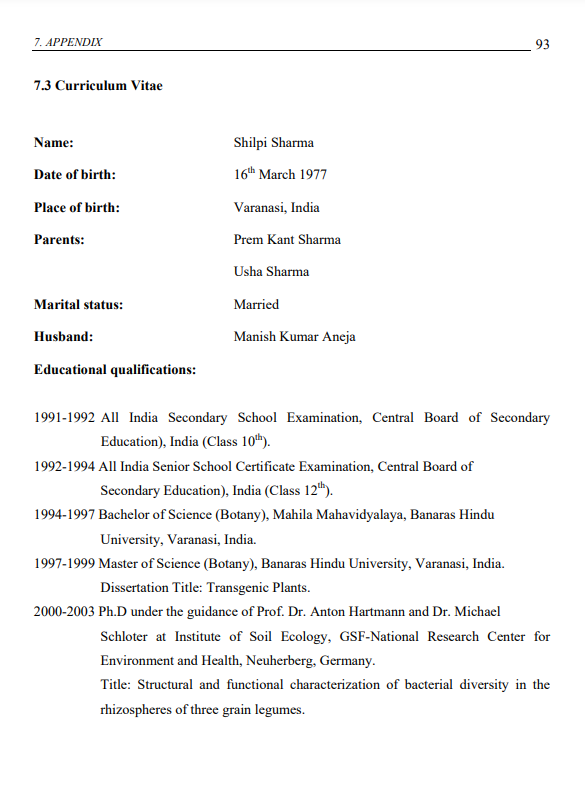 7. APPENDIX 93
7.3 Curriculum Vitae
Name: Shilpi Sharma
Date of birth: 16th March 1977
Place of birth: Varanasi, India
Parents: Prem Kant Sharma
Usha Sharma
Marital status: Married
Husband: Manish Kumar Aneja
Educational qualifications:
1991-1992 All India Secondary School Examination, Central Board of Secondary
Education), India (Class 10th).
1992-1994 All India Senior School Certificate Examination, Central Board of
Secondary Education), India (Class 12th).
1994-1997 Bachelor of Science (Botany), Mahila Mahavidyalaya, Banaras Hindu
University, Varanasi, India.
1997-1999 Master of Science (Botany), Banaras Hindu University, Varanasi, India.
Dissertation Title: Transgenic Plants.
2000-2003 Ph.D under the guidance of Prof. Dr. Anton Hartmann and Dr. Michael
Schloter at Institute of Soil Ecology, GSF-National Research Center for
Environment and Health, Neuherberg, Germany.
Title: Structural and functional characterization of bacterial diversity in the
rhizospheres of three grain legumes.